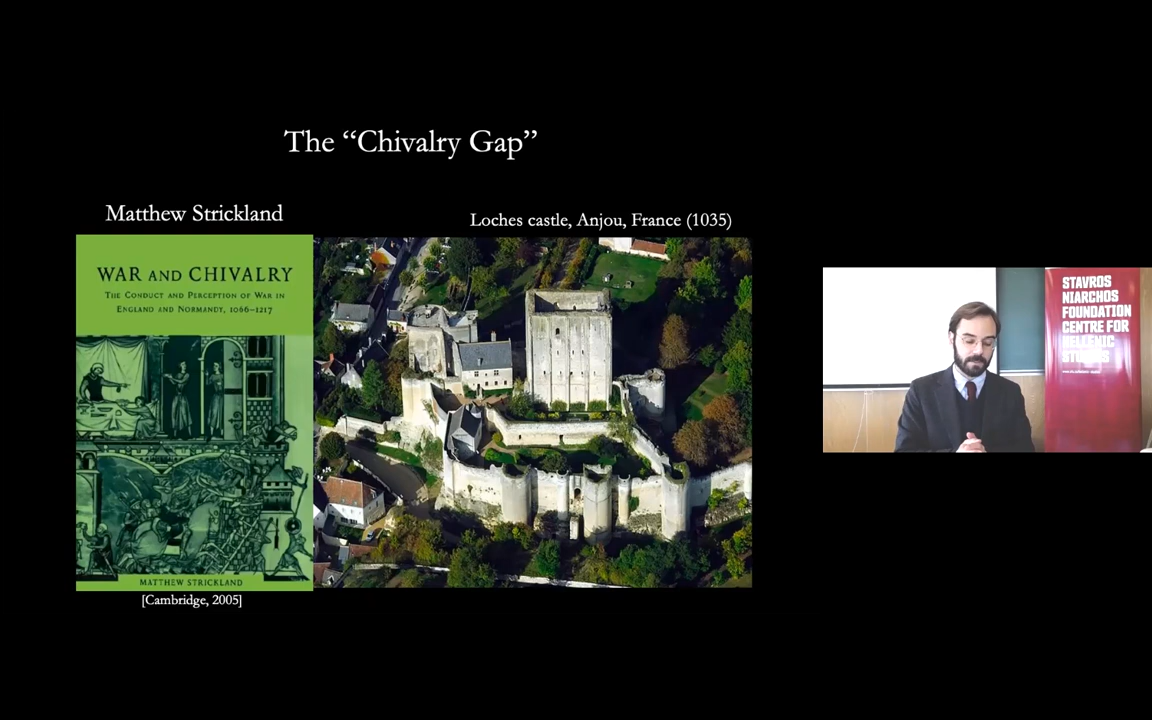 The “Chivalry Gap”
Matthew Strickland
Loches castle, Anjou, France (1035)
WAR AND CHIVALRY
THE CONDUCT AND PERCEPTION OF WAR IN
ENGLAND AND NORMANDY, 1066–1217
MATTHEW STRICKLAND
[Cambridge, 2005]
STAVROS
NIARCHOS
FOUNDATION
CENTRE FOR
HELLENIC
STUDIES